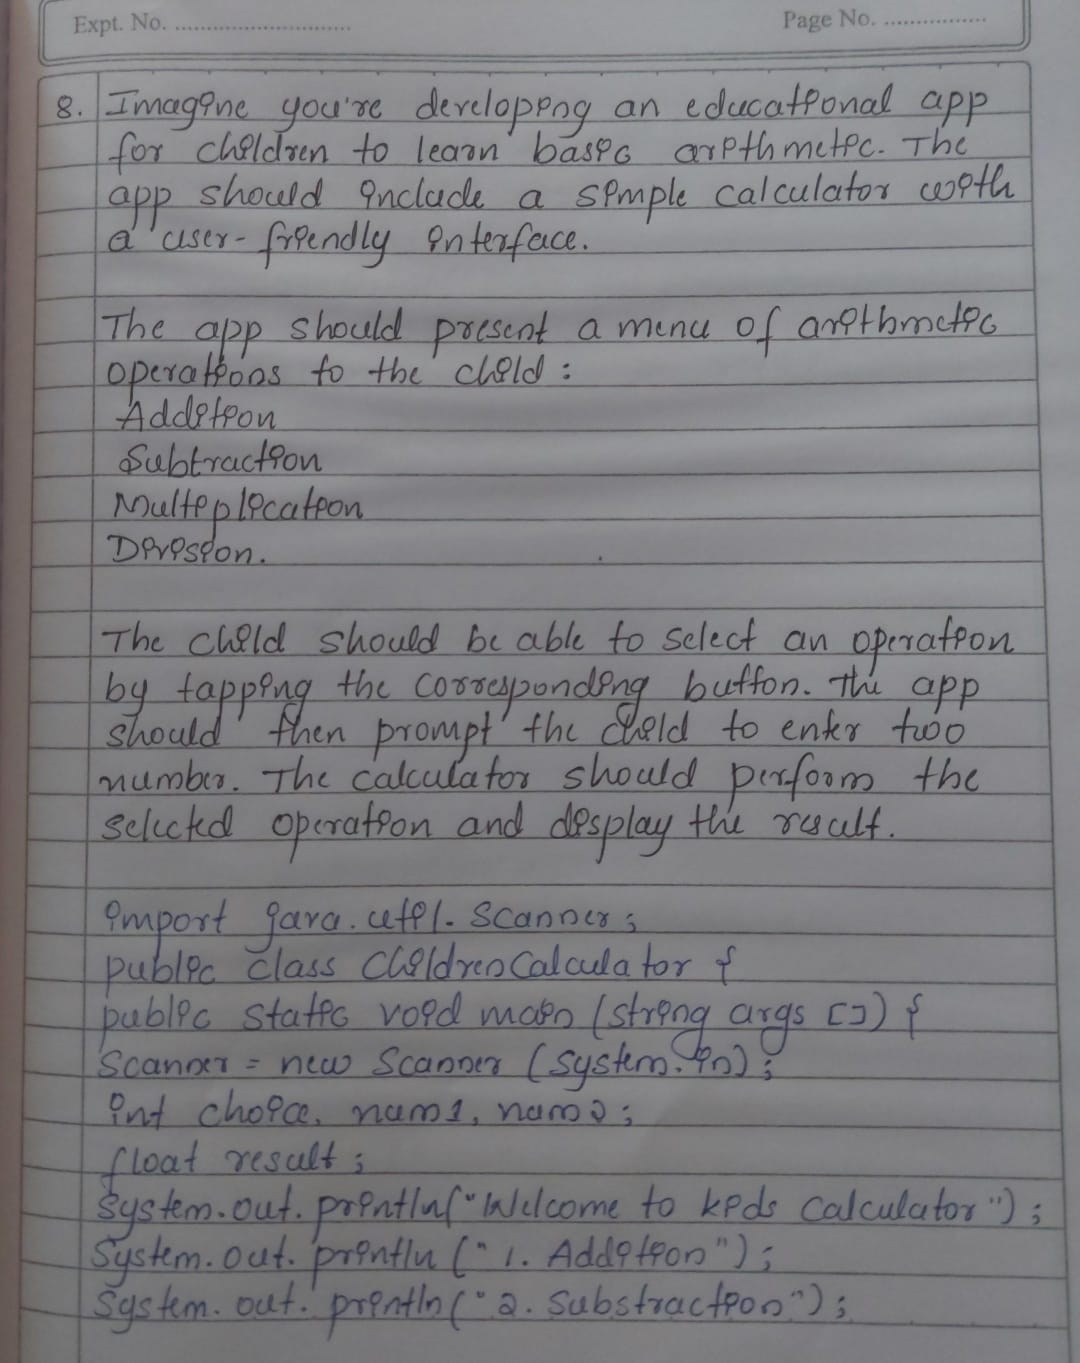 Expt. No. ..............................
Page No. ..................
8. Imagine you're developing an educational app
for children to learn basic arithmetic. The
app should include a simple calculator with
a user-friendly interface.
The app should present a menu of arithmetic
operations to the child :
Addition
Subtraction
Multiplication
Division.
The child should be able to select an operation
by tapping the corresponding button. The app
should then prompt the child to enter two
number. The calculator should perform the
selected operation and display the result.
import java.util.Scanner;
public class ChildrenCalculator {
public static void main (string args []) {
Scanner = new Scanner (system.in);
int choice, num1, num2;
float result;
System.out.println("Welcome to kids calculator");
System.out.println("1. Addition");
System.out.println("2. Substraction");